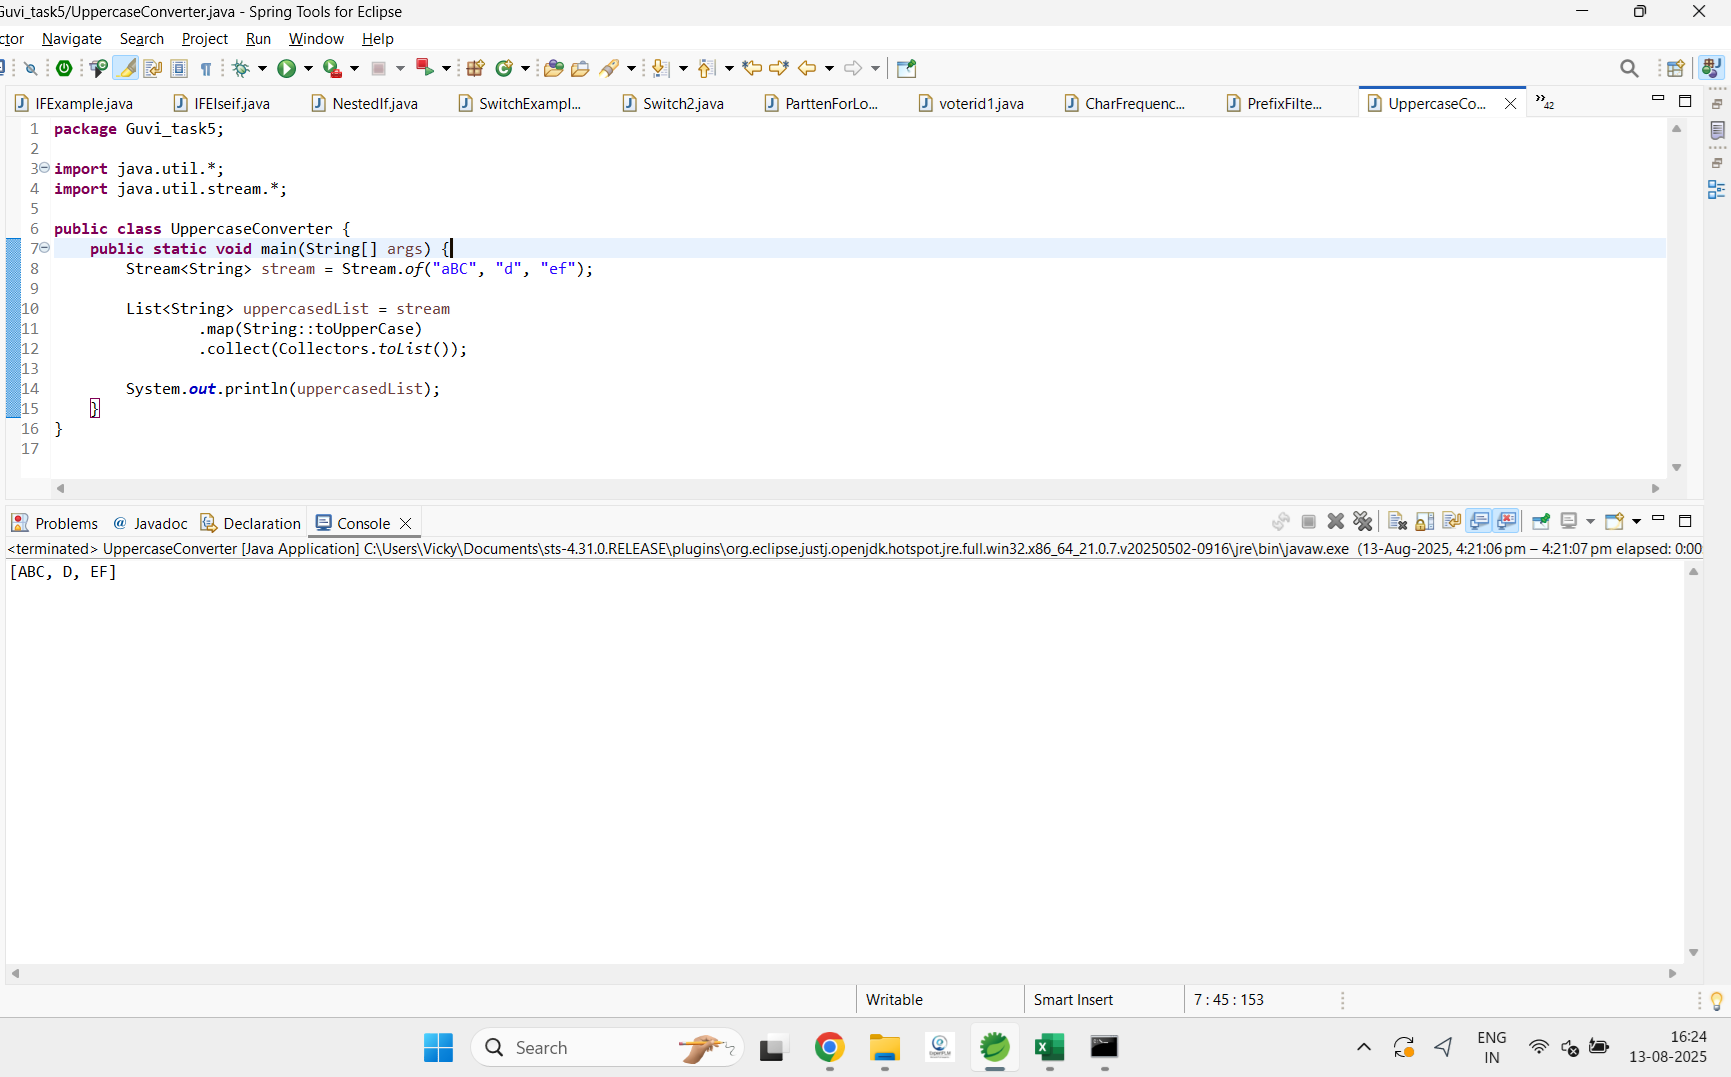 Guvi_task5/UppercaseConverter.java - Spring Tools for Eclipse
ctor Navigate Search Project Run Window Help
IFExample.java IFElseif.java NestedIf.java SwitchExampl... Switch2.java ParttenForLo... voterid1.java CharFrequenc... PrefixFilte... UppercaseCo... »42
1 package Guvi_task5;
2
3 import java.util.*;
4 import java.util.stream.*;
5
6 public class UppercaseConverter {
7 public static void main(String[] args) {
8 Stream<String> stream = Stream.of("aBC", "d", "ef");
9
10 List<String> uppercasedList = stream
11 .map(String::toUpperCase)
12 .collect(Collectors.toList());
13
14 System.out.println(uppercasedList);
15 }
16 }
17
Problems @ Javadoc Declaration Console
<terminated> UppercaseConverter [Java Application] C:\Users\Vicky\Documents\sts-4.31.0.RELEASE\plugins\org.eclipse.justj.openjdk.hotspot.jre.full.win32.x86_64_21.0.7.v20250502-0916\jre\bin\javaw.exe (13-Aug-2025, 4:21:06 pm – 4:21:07 pm elapsed: 0:00
[ABC, D, EF]
Writable Smart Insert 7 : 45 : 153
Search
ENG
IN
16:24
13-08-2025